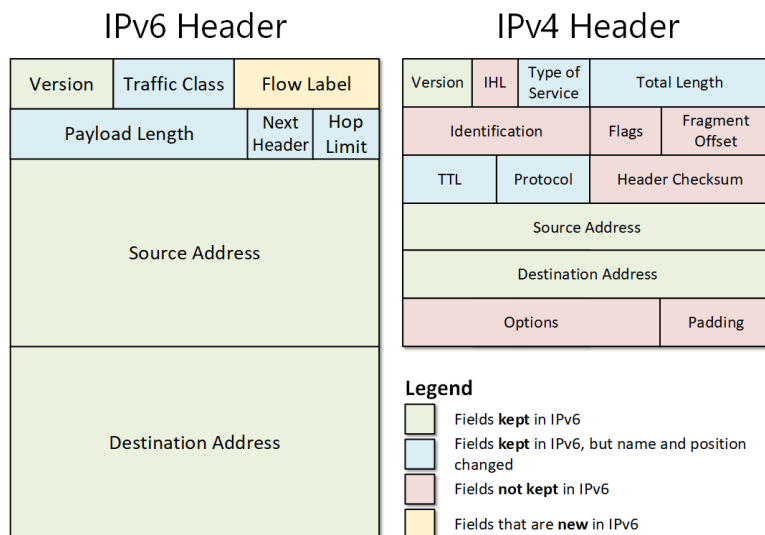 IPv6 Header
Version Traffic Class Flow Label
Payload Length Next Header Hop Limit
Source Address
Destination Address
IPv4 Header
Version IHL Type of Service Total Length
Identification Flags Fragment Offset
TTL Protocol Header Checksum
Source Address
Destination Address
Options Padding
Legend
Fields kept in IPv6
Fields kept in IPv6, but name and position
changed
Fields not kept in IPv6
Fields that are new in IPv6